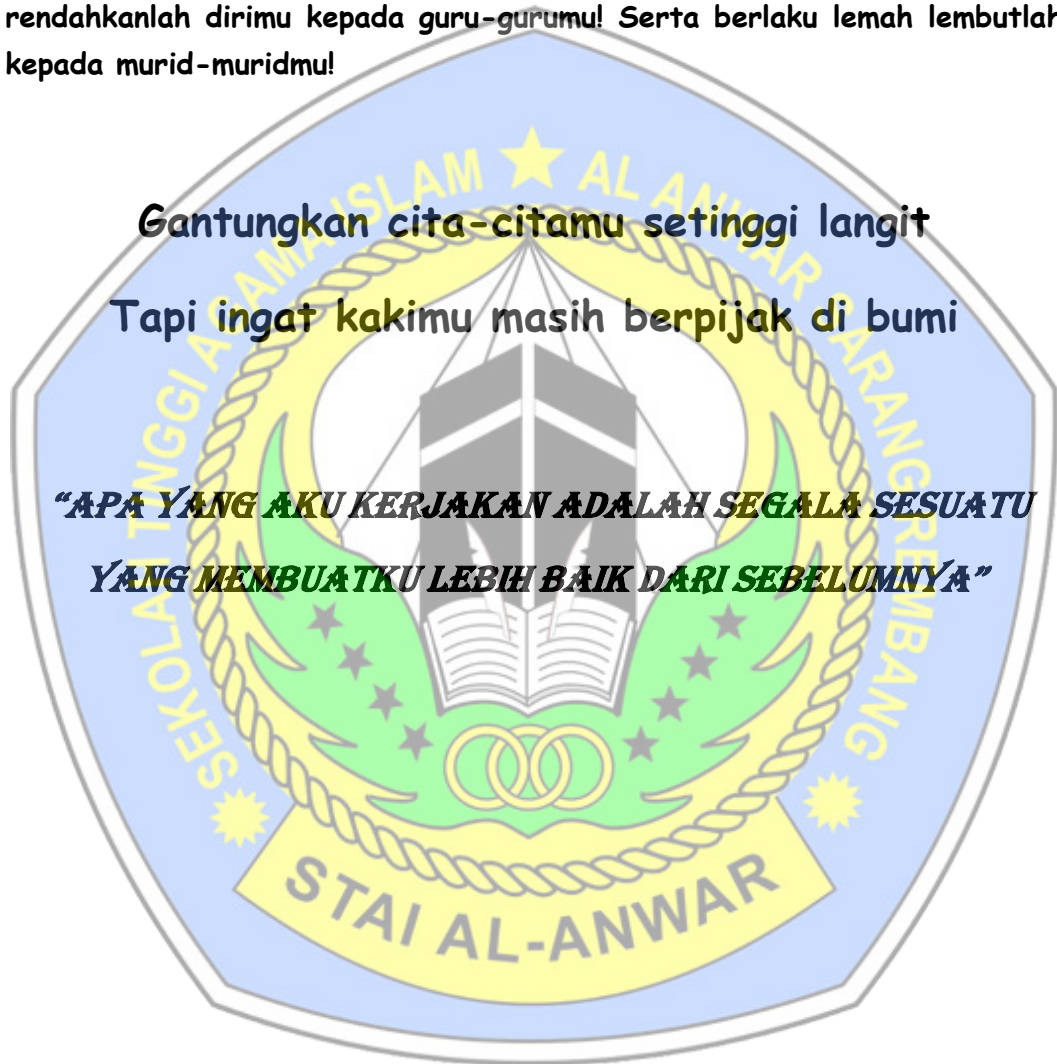 rendahkanlah dirimu kepada guru-gurumu! Serta berlaku lemah lembutlah
kepada murid-muridmu!
Gantungkan cita-citamu setinggi langit
Tapi ingat kakimu masih berpijak di bumi
“APA YANG AKU KERJAKAN ADALAH SEGALA SESUATU
YANG MEMBUATKU LEBIH BAIK DARI SEBELUMNYA”
SEKOLAH TINGGI AGAMA ISLAM ★ AL ANWAR SARANG REMBANG
STAI AL-ANWAR